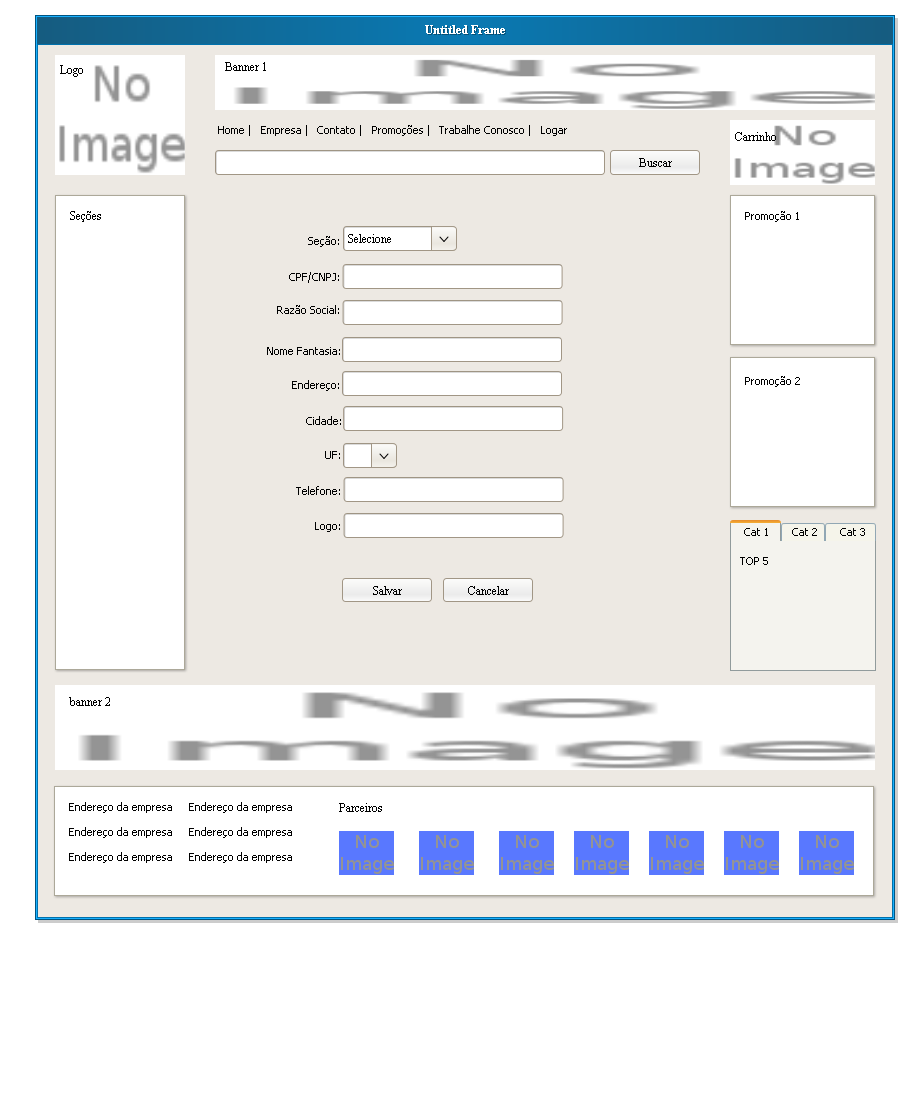 Untitled Frame
Logo
No
Image
Banner 1
No
Image
Home | Empresa | Contato | Promoções | Trabalhe Conosco | Logar
Buscar
Carrinho
No
Image
Seções
Seção: Selecione
CPF/CNPJ:
Razão Social:
Nome Fantasia:
Endereço:
Cidade:
UF:
Telefone:
Logo:
Salvar Cancelar
Promoção 1
Promoção 2
Cat 1 Cat 2 Cat 3
TOP 5
banner 2
No
Image
Endereço da empresa Endereço da empresa
Endereço da empresa Endereço da empresa
Endereço da empresa Endereço da empresa
Parceiros
No No No No No No No
Image Image Image Image Image Image Image